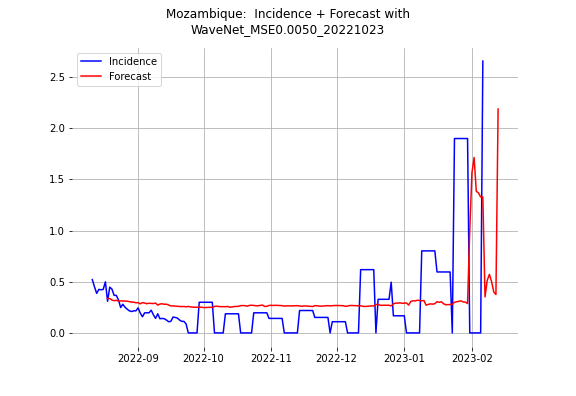 Mozambique:  Incidence + Forecast with
WaveNet_MSE0.0050_20221023
Incidence
Forecast
2.5
2.0
1.5
1.0
0.5
0.0
2022-09 2022-10 2022-11 2022-12 2023-01 2023-02